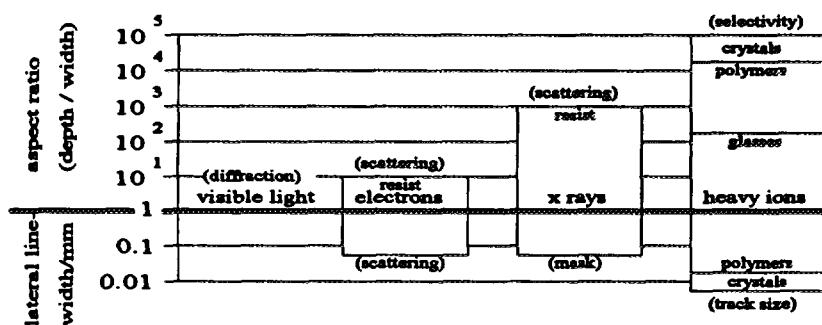 aspect ratio
(depth / width)
lateral line-
width/mm
10 5
10 4
10 3
10 2
10 1
1
0.1
0.01
(diffraction)
visible light
(scattering)
resist
electrons
(scattering)
(scattering)
resist
x rays
(mask)
(selectivity)
crystals
polymers
glasses
heavy ions
polymers
crystals
(track size)